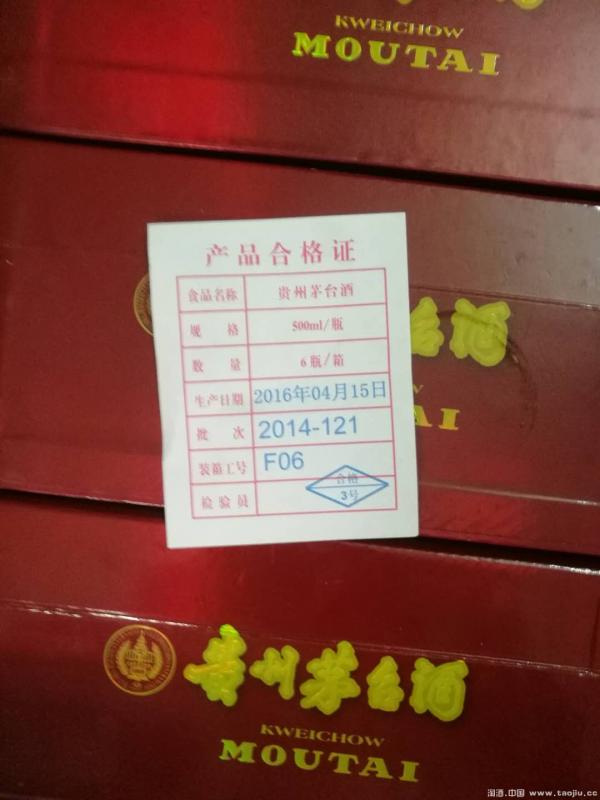 KWEICHOW
MOUTAI
产品合格证
食品名称 贵州茅台酒
规格 500ml/瓶
数量 6瓶/箱
生产日期 2016年04月15日
批次 2014-121
装箱工号 F06
检验员 合格
3号
台酒
MOUTAI
贵州茅台酒
KWEICHOW
MOUTAI
淘酒.中国 www.taojiu.cc